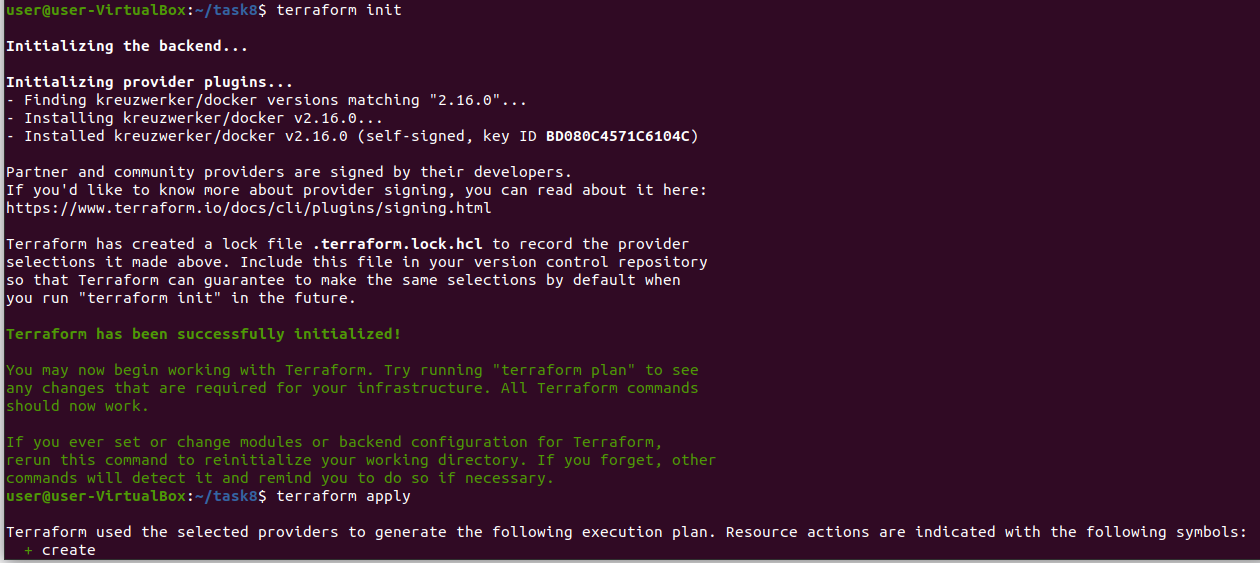 user@user-VirtualBox:~/task8$ terraform init
Initializing the backend...
Initializing provider plugins...
- Finding kreuzwerker/docker versions matching "2.16.0"...
- Installing kreuzwerker/docker v2.16.0...
- Installed kreuzwerker/docker v2.16.0 (self-signed, key ID BD080C4571C6104C)
Partner and community providers are signed by their developers.
If you'd like to know more about provider signing, you can read about it here:
https://www.terraform.io/docs/cli/plugins/signing.html
Terraform has created a lock file .terraform.lock.hcl to record the provider
selections it made above. Include this file in your version control repository
so that Terraform can guarantee to make the same selections by default when
you run "terraform init" in the future.
Terraform has been successfully initialized!
You may now begin working with Terraform. Try running "terraform plan" to see
any changes that are required for your infrastructure. All Terraform commands
should now work.
If you ever set or change modules or backend configuration for Terraform,
rerun this command to reinitialize your working directory. If you forget, other
commands will detect it and remind you to do so if necessary.
user@user-VirtualBox:~/task8$ terraform apply
Terraform used the selected providers to generate the following execution plan. Resource actions are indicated with the following symbols:
+ create